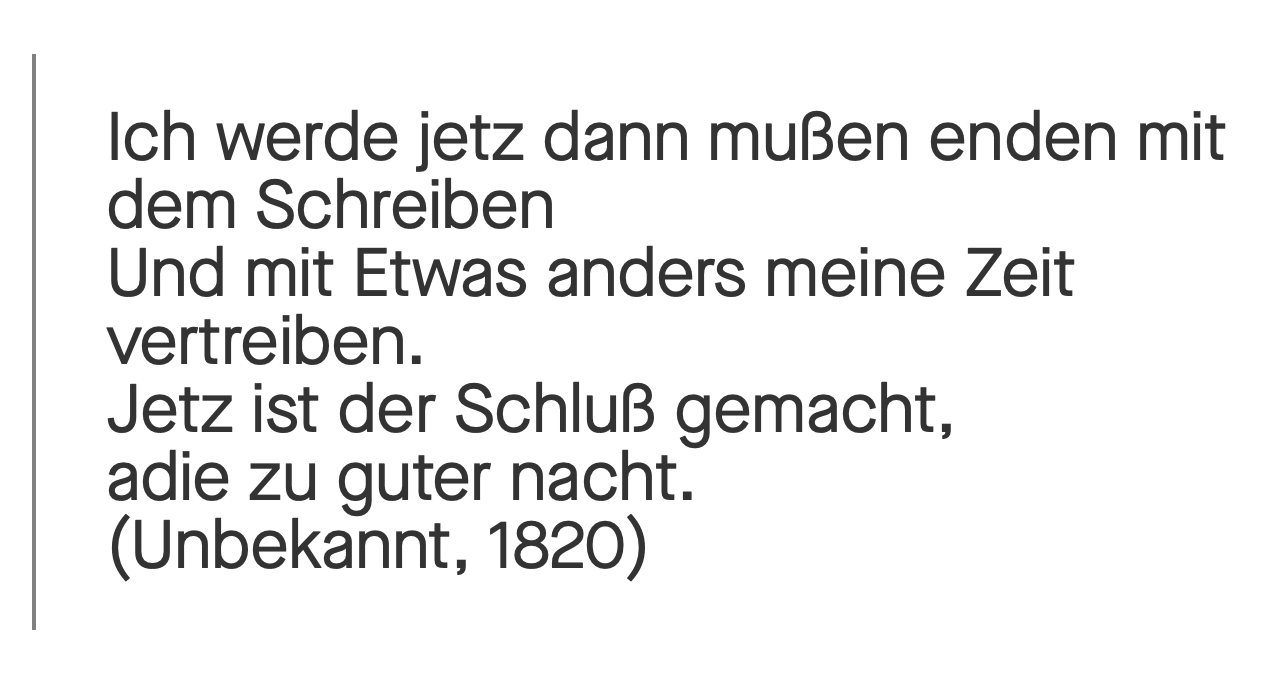 Ich werde jetz dann mußen enden mit
dem Schreiben
Und mit Etwas anders meine Zeit
vertreiben.
Jetz ist der Schluß gemacht,
adie zu guter nacht.
(Unbekannt, 1820)